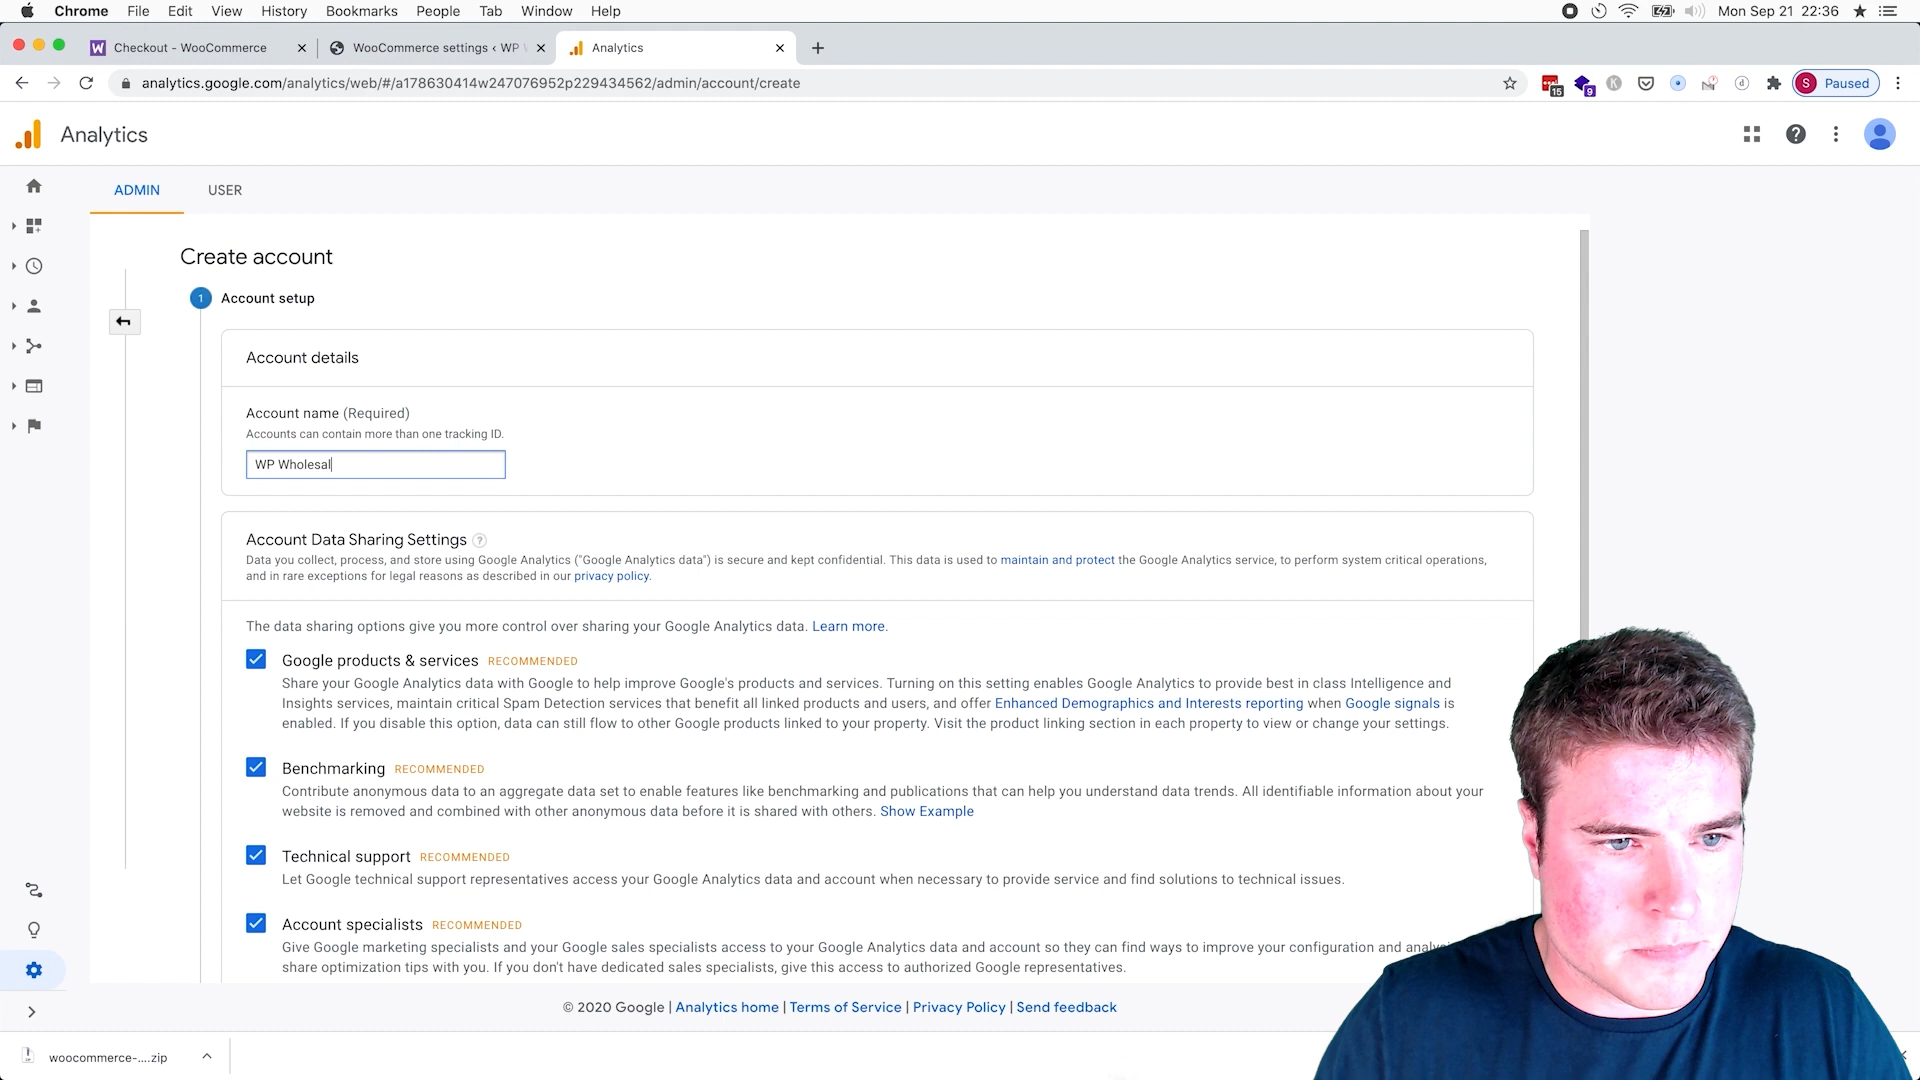 Chrome File Edit View History Bookmarks People Tab Window Help Mon Sep 21 22:36
Checkout - WooCommerce WooCommerce settings ‹ WP Analytics
analytics.google.com/analytics/web/#/a178630414w247076952p229434562/admin/account/create 15 9 K d S Paused
Analytics
ADMIN USER
Create account
1 Account setup
Account details
Account name (Required)
Accounts can contain more than one tracking ID.
WP Wholesal
Account Data Sharing Settings ?
Data you collect, process, and store using Google Analytics ("Google Analytics data") is secure and kept confidential. This data is used to maintain and protect the Google Analytics service, to perform system critical operations,
and in rare exceptions for legal reasons as described in our privacy policy.
The data sharing options give you more control over sharing your Google Analytics data. Learn more.
Google products & services RECOMMENDED
Share your Google Analytics data with Google to help improve Google's products and services. Turning on this setting enables Google Analytics to provide best in class Intelligence and
Insights services, maintain critical Spam Detection services that benefit all linked products and users, and offer Enhanced Demographics and Interests reporting when Google signals is
enabled. If you disable this option, data can still flow to other Google products linked to your property. Visit the product linking section in each property to view or change your settings.
Benchmarking RECOMMENDED
Contribute anonymous data to an aggregate data set to enable features like benchmarking and publications that can help you understand data trends. All identifiable information about your
website is removed and combined with other anonymous data before it is shared with others. Show Example
Technical support RECOMMENDED
Let Google technical support representatives access your Google Analytics data and account when necessary to provide service and find solutions to technical issues.
Account specialists RECOMMENDED
Give Google marketing specialists and your Google sales specialists access to your Google Analytics data and account so they can find ways to improve your configuration and
share optimization tips with you. If you don't have dedicated sales specialists, give this access to authorized Google representatives.
© 2020 Google | Analytics home | Terms of Service | Privacy Policy | Send feedback
woocommerce-....zip